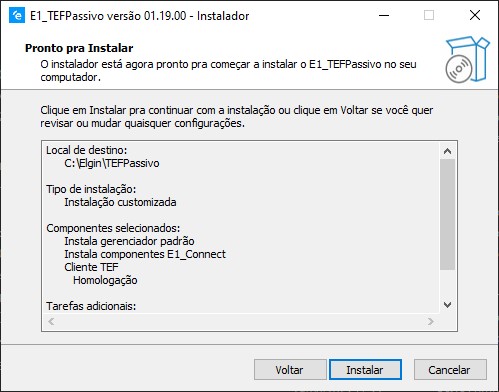 E1_TEFPassivo versão 01.19.00 - Instalador
Pronto pra Instalar
O instalador está agora pronto pra começar a instalar o E1_TEFPassivo no seu
computador.
Clique em Instalar pra continuar com a instalação ou clique em Voltar se você quer
revisar ou mudar quaisquer configurações.
Local de destino:
C:\Elgin\TEFPassivo
Tipo de instalação:
Instalação customizada
Componentes selecionados:
Instala gerenciador padrão
Instala componentes E1_Connect
Cliente TEF
Homologação
Tarefas adicionais:
Voltar
Instalar
Cancelar